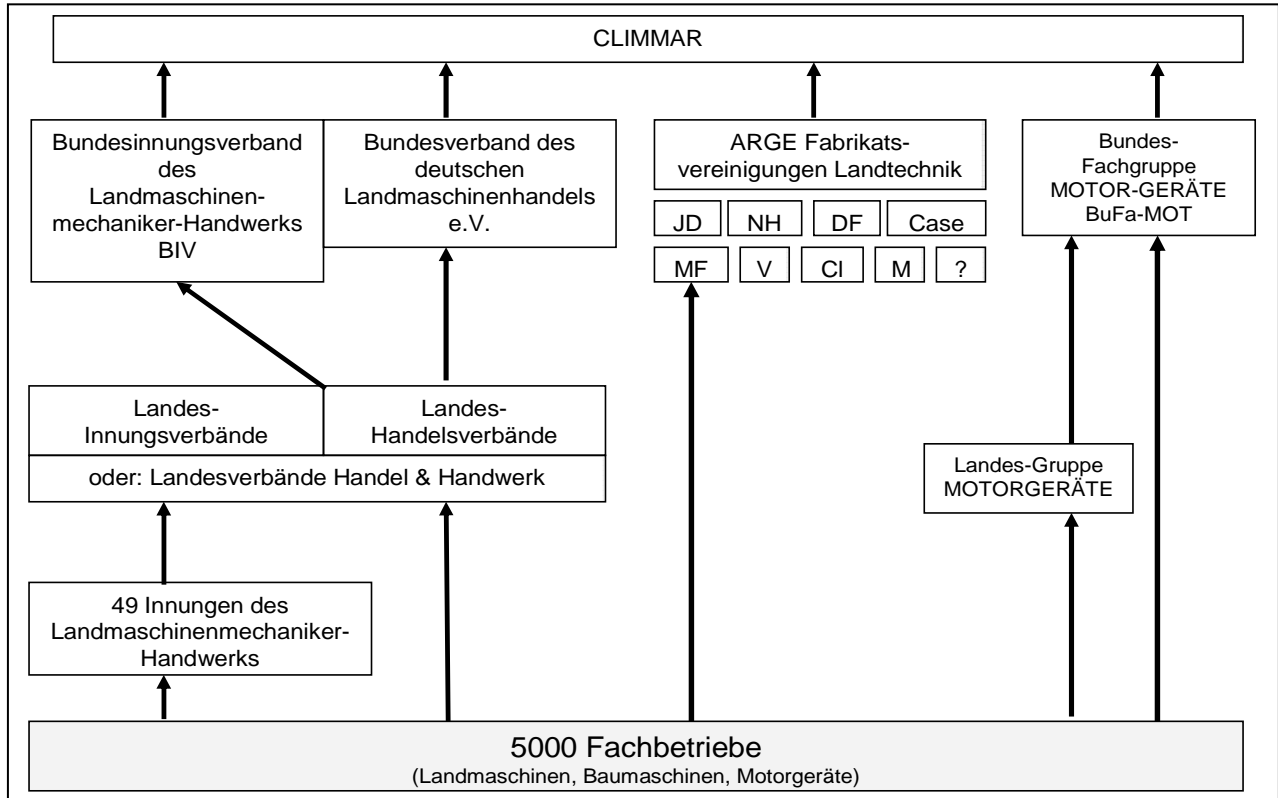 CLIMMAR
Bundesinnungsverband
des
Landmaschinen-
mechaniker-Handwerks
BIV
Bundesverband des
deutschen
Landmaschinenhandels
e.V.
ARGE Fabrikats-
vereinigungen Landtechnik
JD
NH
DF
Case
MF
V
Cl
M
?
Bundes-
Fachgruppe
MOTOR-GERÄTE
BuFa-MOT
Landes-
Innungsverbände
Landes-
Handelsverbände
oder: Landesverbände Handel & Handwerk
Landes-Gruppe
MOTORGERÄTE
49 Innungen des
Landmaschinenmechaniker-
Handwerks
5000 Fachbetriebe
(Landmaschinen, Baumaschinen, Motorgeräte)